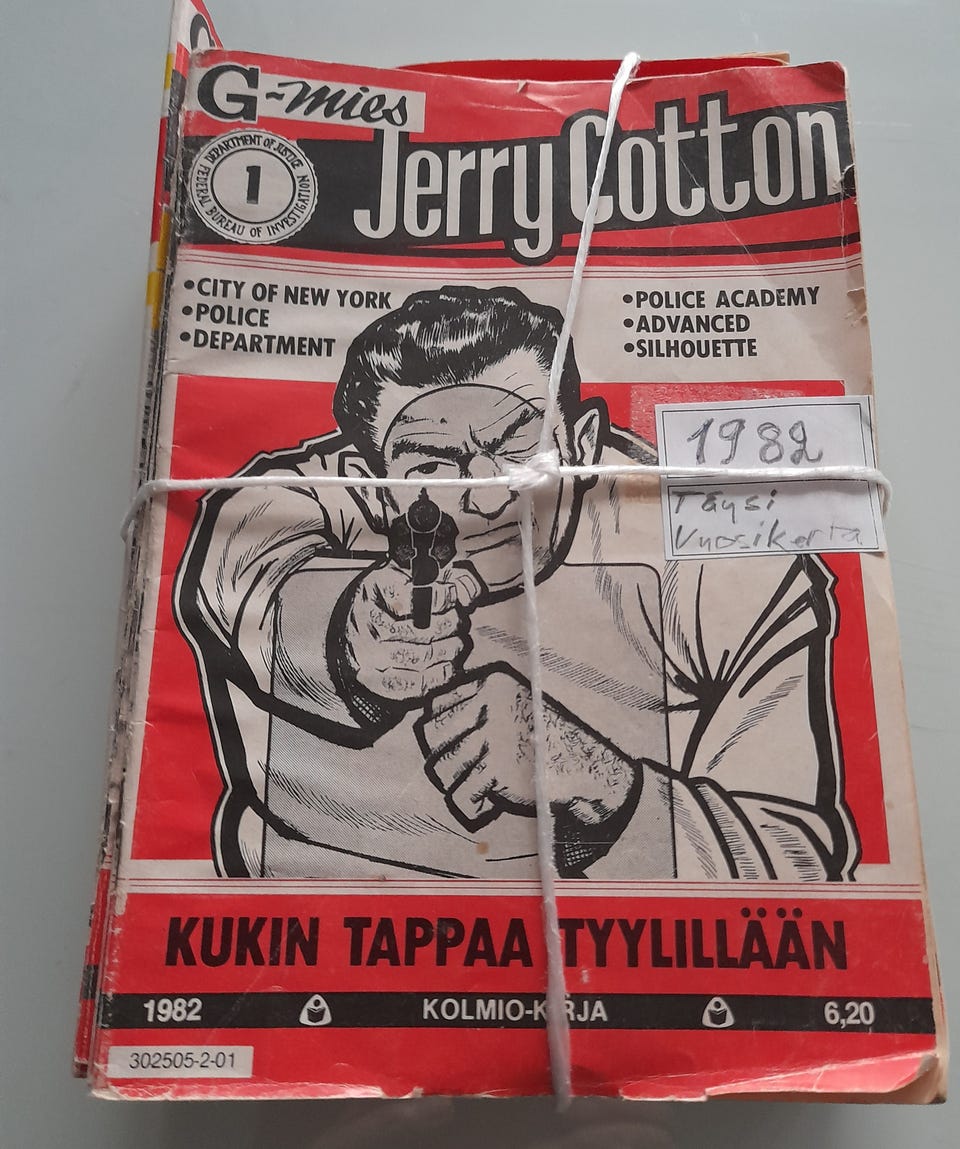 G-mies
Jerry Cotton
DEPARTMENT OF JUSTICE
1
FEDERAL BUREAU OF INVESTIGATION
•CITY OF NEW YORK
•POLICE
•DEPARTMENT
•POLICE ACADEMY
•ADVANCED
•SILHOUETTE
1982
Täysi
Vuosikerta
KUKIN TAPPAA TYYLILLÄÄN
1982 KOLMIO-KIRJA 6,20
302505-2-01